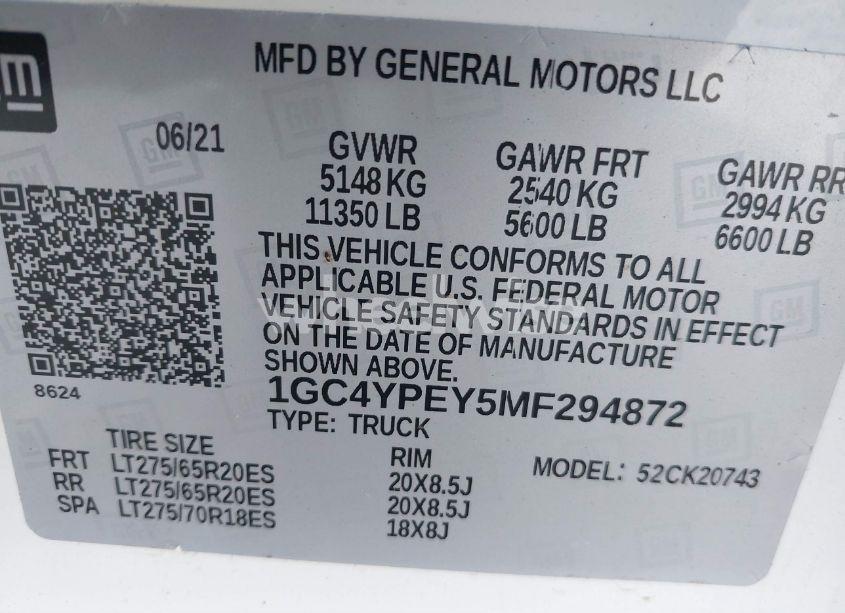 MFD BY GENERAL MOTORS LLC
06/21
GVWR
5148 KG
11350 LB
GAWR FRT
2540 KG
5600 LB
GAWR RR
2994 KG
6600 LB
THIS VEHICLE CONFORMS TO ALL
APPLICABLE U.S. FEDERAL MOTOR
VEHICLE SAFETY STANDARDS IN EFFECT
ON THE DATE OF MANUFACTURE
SHOWN ABOVE.
8624
1GC4YPEY5MF294872
TYPE: TRUCK
TIRE SIZE
RIM
MODEL: 52CK20743
FRT LT275/65R20ES 20X8.5J
RR LT275/65R20ES 20X8.5J
SPA LT275/70R18ES 18X8J